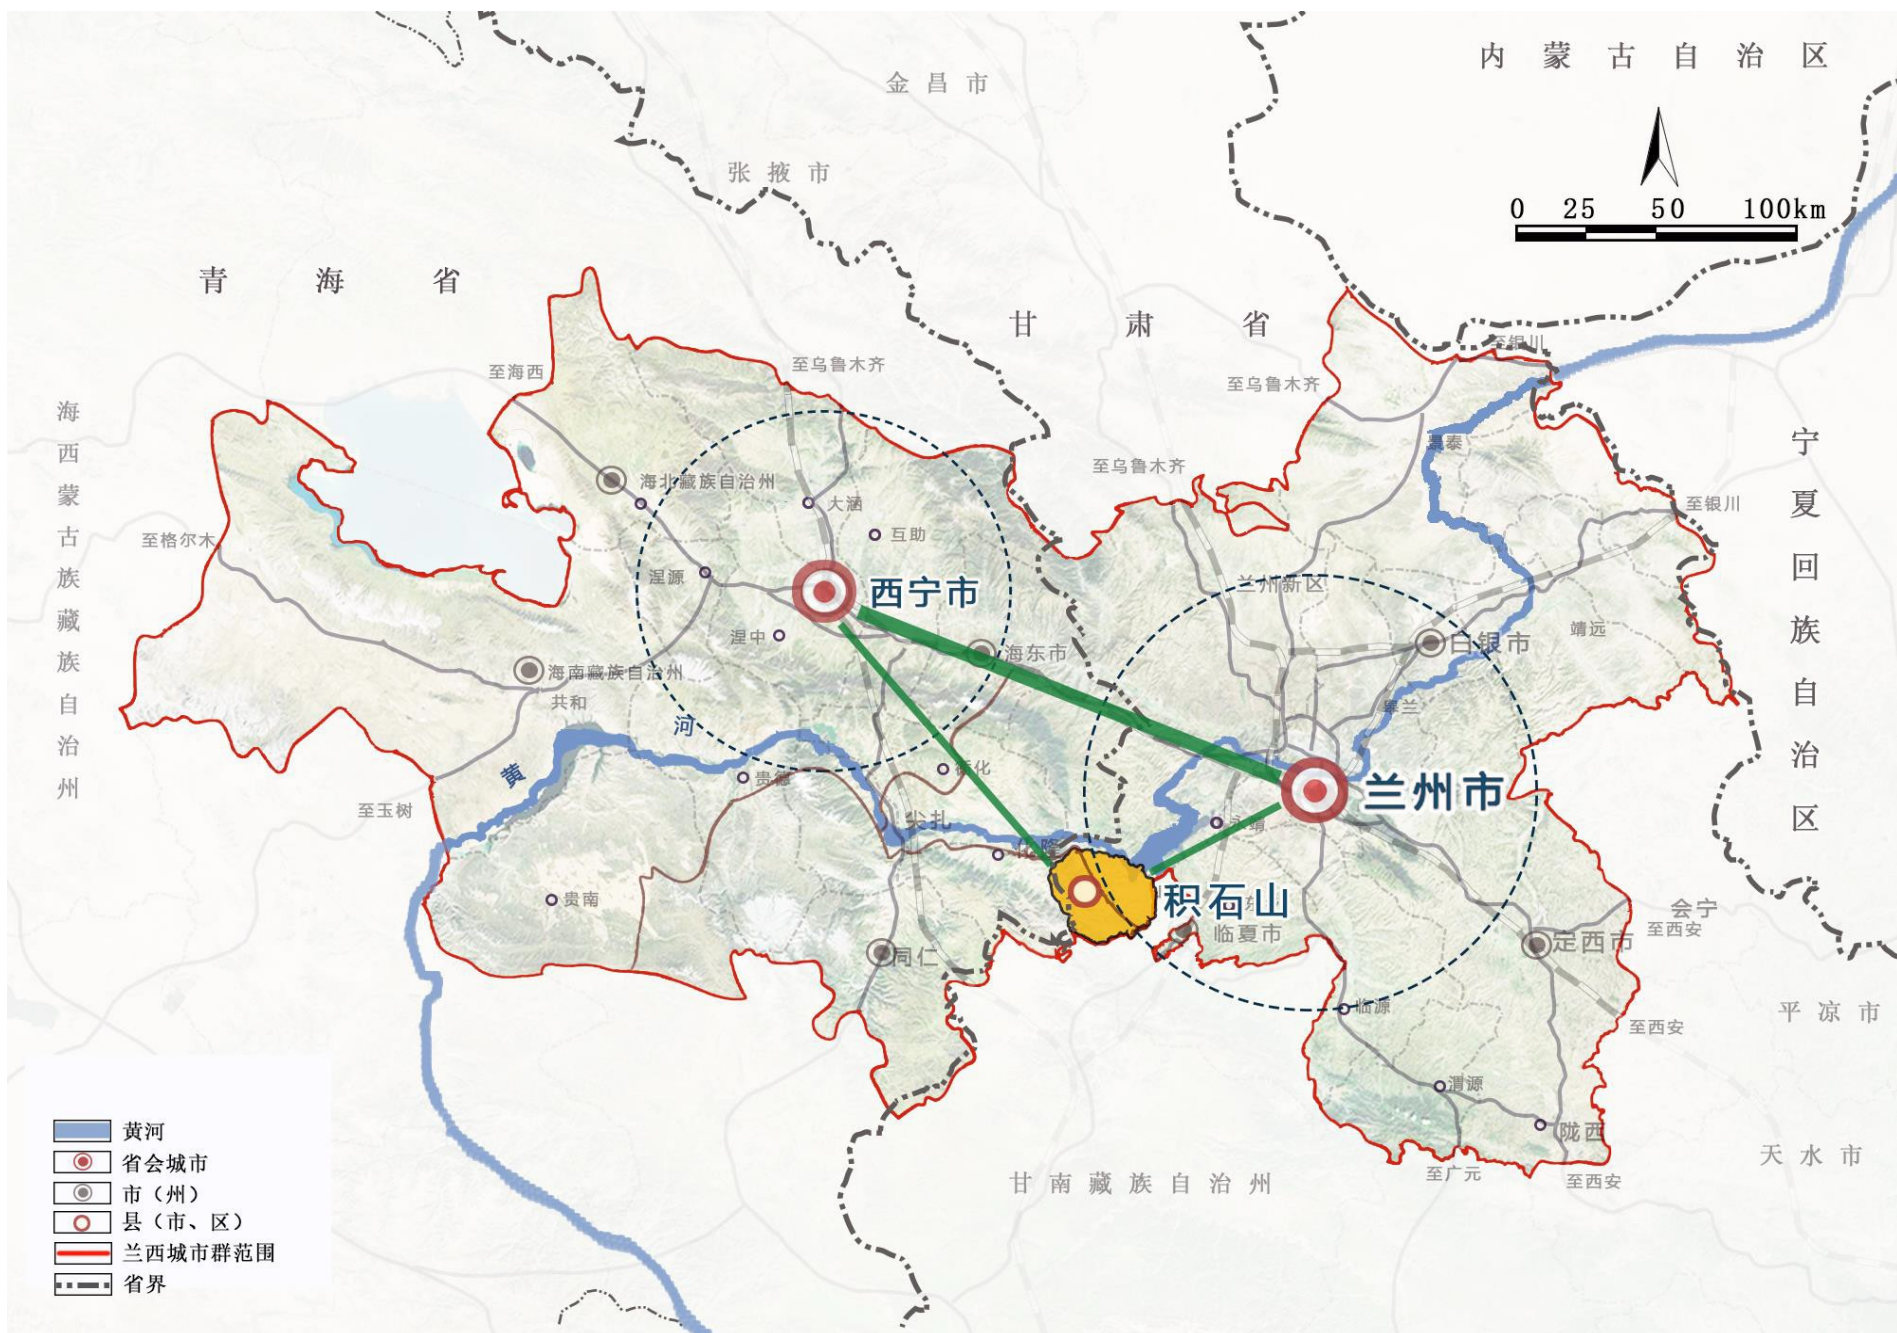 内蒙古自治区
金昌市
张掖市
0 25 50 100km
青海省
甘肃省
至银川
至乌鲁木齐
至海西
至乌鲁木齐
海西蒙古族藏族自治州
宁夏回族自治区
景泰
至乌鲁木齐
海北藏族自治州
大通
互助
至银川
至格尔木
湟源
西宁市
兰州新区
湟中
海东市
白银市
靖远
海南藏族自治州
共和
皋兰
黄河
贵德
兰州市
至玉树
尖扎
永靖
贵南
积石山
会宁
临夏市
至西安
同仁
定西市
临源
平凉市
至西安
渭源
陇西
天水市
甘南藏族自治州
至广元
至西安
黄河
省会城市
市（州）
县（市、区）
兰西城市群范围
省界